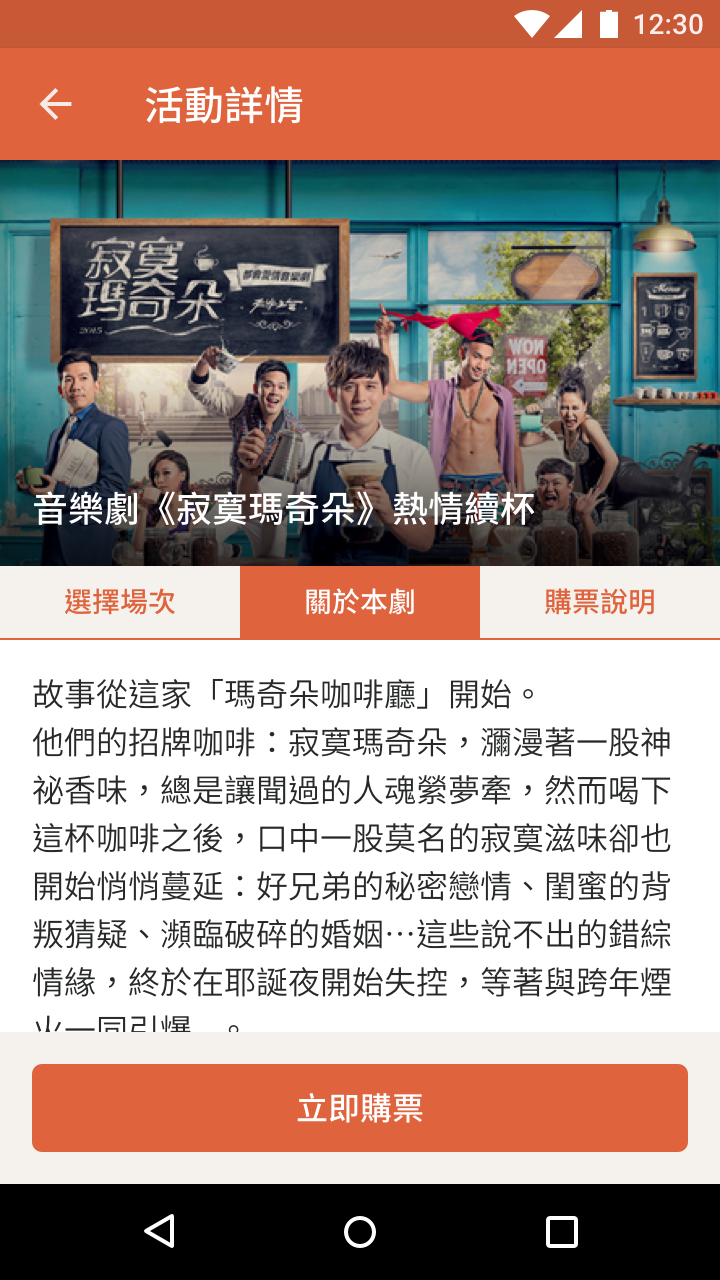 12:30
活動詳情
寂寞
瑪奇朵
都會愛情音樂劇
2015
Menu
NOW
OPEN
音樂劇《寂寞瑪奇朵》熱情續杯
選擇場次
關於本劇
購票說明
故事從這家「瑪奇朵咖啡廳」開始。
他們的招牌咖啡：寂寞瑪奇朵，瀰漫著一股神
祕香味，總是讓聞過的人魂縈夢牽，然而喝下
這杯咖啡之後，口中一股莫名的寂寞滋味卻也
開始悄悄蔓延：好兄弟的秘密戀情、閨蜜的背
叛猜疑、瀕臨破碎的婚姻⋯這些說不出的錯綜
情緣，終於在耶誕夜開始失控，等著與跨年煙
火一同引爆
立即購票